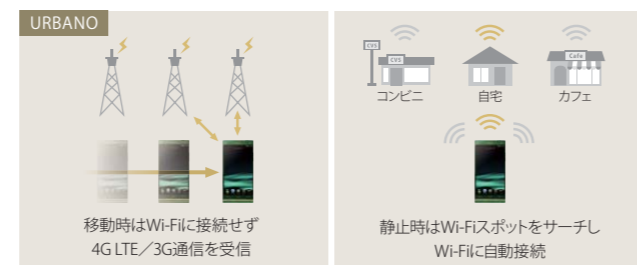 URBANO
移動時はWi-Fiに接続せず
4G LTE／3G通信を受信
CVS
CVS
Cafe
コンビニ
自宅
カフェ
静止時はWi-Fiスポットをサーチし
Wi-Fiに自動接続